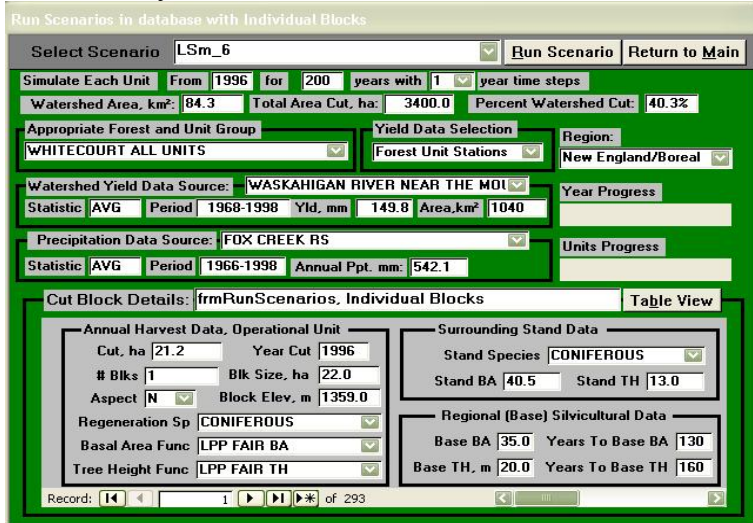 Run Scenarios in database with Individual Blocks
Select Scenario LSm_6 Run Scenario Return to Main
Simulate Each Unit From 1996 for 200 years with 1 year time steps
Watershed Area, km²: 84.3 Total Area Cut, ha: 3400.0 Percent Watershed Cut: 40.3%
Appropriate Forest and Unit Group Yield Data Selection Region:
WHITECOURT ALL UNITS Forest Unit Stations New England/Boreal
Watershed Yield Data Source: WASKAHIGAN RIVER NEAR THE MOU Year Progress
Statistic AVG Period 1968-1998 Yld, mm 149.8 Area,km² 1040
Precipitation Data Source: FOX CREEK RS Units Progress
Statistic AVG Period 1966-1998 Annual Ppt. mm: 542.1
Cut Block Details: frmRunScenarios, Individual Blocks Table View
Annual Harvest Data, Operational Unit Surrounding Stand Data
Cut, ha 21.2 Year Cut 1996 Stand Species CONIFEROUS
# Blks 1 Blk Size, ha 22.0 Stand BA 40.5 Stand TH 13.0
Aspect N Block Elev, m 1359.0
Regeneration Sp CONIFEROUS Regional (Base) Silvicultural Data
Basal Area Func LPP FAIR BA Base BA 35.0 Years To Base BA 130
Tree Height Func LPP FAIR TH Base TH, m 20.0 Years To Base TH 160
Record: 1 of 293